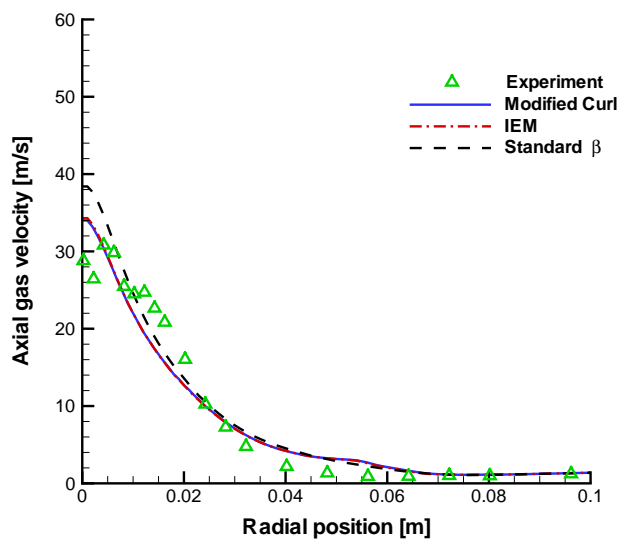 60
50
40
30
20
10
0
Axial gas velocity [m/s]
Experiment
Modified Curl
IEM
Standard β
0
0.02
0.04
0.06
0.08
0.1
Radial position [m]